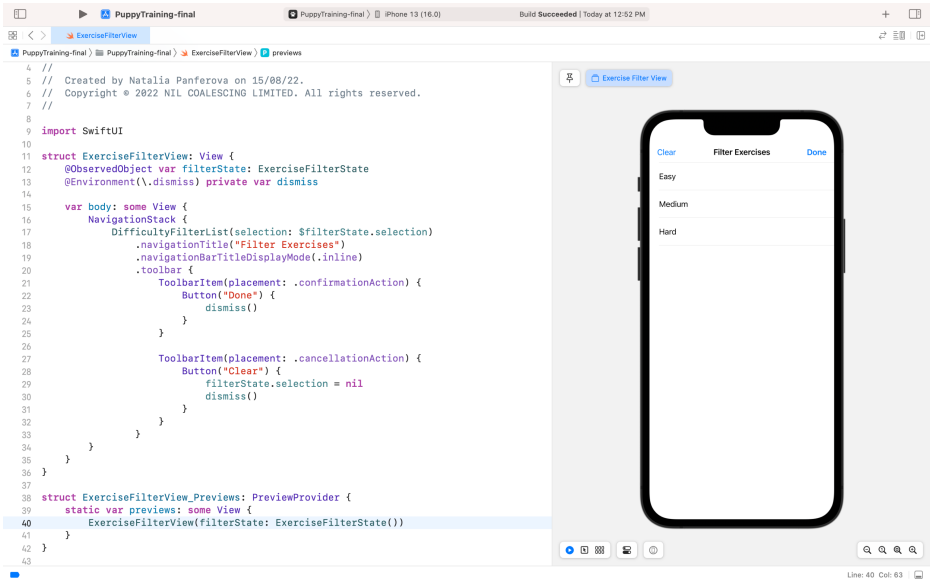 PuppyTraining-final
PuppyTraining-final 〉 iPhone 13 (16.0)
Build Succeeded | Today at 12:52 PM
ExerciseFilterView
PuppyTraining-final 〉 PuppyTraining-final 〉 ExerciseFilterView 〉 P previews
4 //
5 //  Created by Natalia Panferova on 15/08/22.
6 //  Copyright © 2022 NIL COALESCING LIMITED. All rights reserved.
7 //
8
9 import SwiftUI
10
11 struct ExerciseFilterView: View {
12     @ObservedObject var filterState: ExerciseFilterState
13     @Environment(\.dismiss) private var dismiss
14
15     var body: some View {
16         NavigationStack {
17             DifficultyFilterList(selection: $filterState.selection)
18                 .navigationTitle("Filter Exercises")
19                 .navigationBarTitleDisplayMode(.inline)
20                 .toolbar {
21                     ToolbarItem(placement: .confirmationAction) {
22                         Button("Done") {
23                             dismiss()
24                         }
25                     }
26
27                     ToolbarItem(placement: .cancellationAction) {
28                         Button("Clear") {
29                             filterState.selection = nil
30                             dismiss()
31                         }
32                     }
33                 }
34         }
35     }
36 }
37
38 struct ExerciseFilterView_Previews: PreviewProvider {
39     static var previews: some View {
40         ExerciseFilterView(filterState: ExerciseFilterState())
41     }
42 }
43
Exercise Filter View
Clear Filter Exercises Done
Easy
Medium
Hard
Line: 40 Col: 63